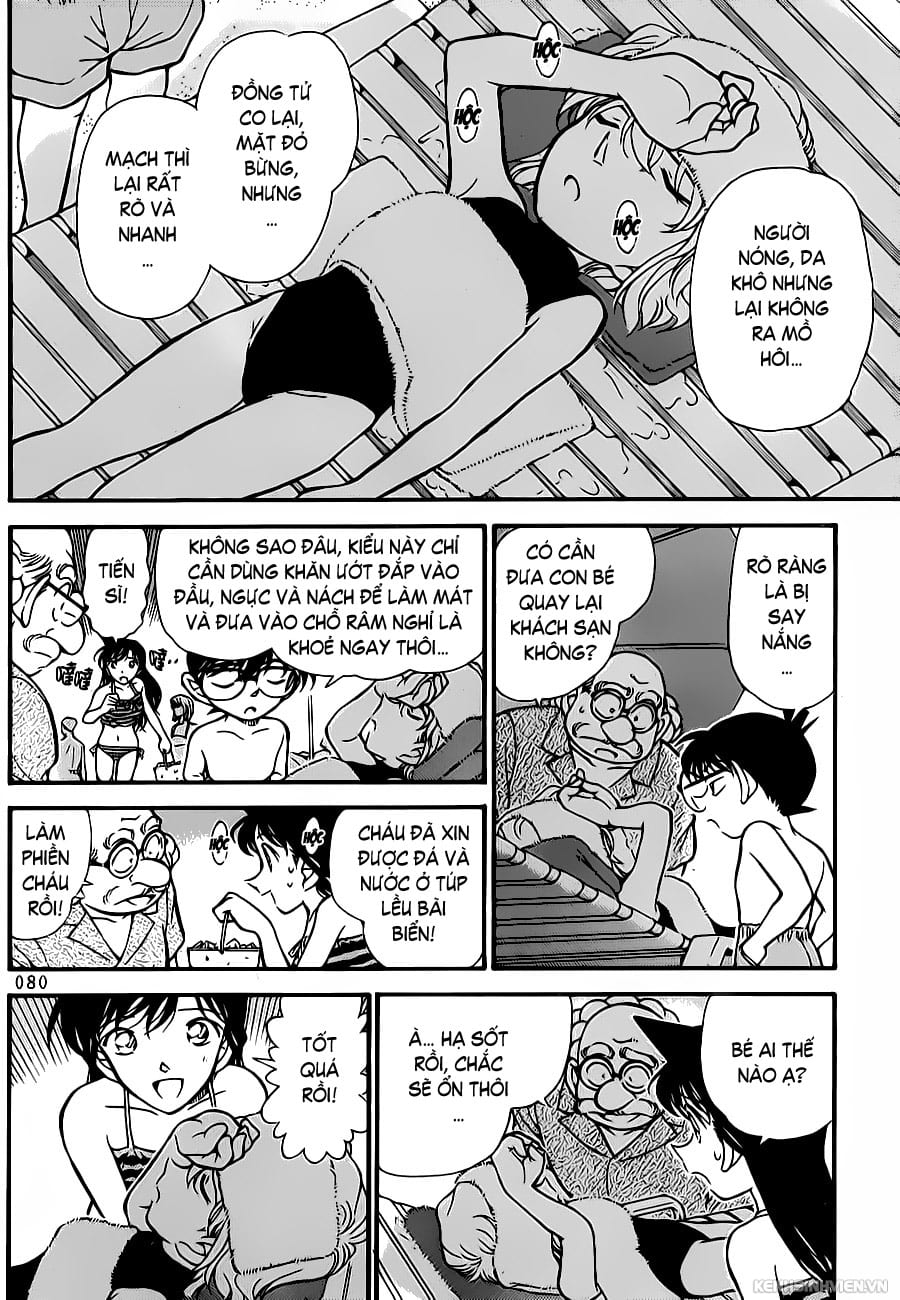 HỘC
HỘC
HỘC
NGƯỜI
NÓNG, DA
KHÔ NHƯNG
LẠI KHÔNG
RA MỒ
HÔI...
ĐỒNG TỬ
CO LẠI,
MẶT ĐỎ
BỪNG,
NHƯNG
...
MẠCH THÌ
LẠI RẤT
RÕ VÀ
NHANH
...
RÕ RÀNG
LÀ BỊ
SAY
NẮNG
...
CÓ CẦN
ĐƯA CON BÉ
QUAY LẠI
KHÁCH SẠN
KHÔNG?
KHÔNG SAO ĐÂU, KIỂU NÀY CHỈ
CẦN DÙNG KHĂN ƯỚT ĐẮP VÀO
ĐẦU, NGỰC VÀ NÁCH ĐỂ LÀM MÁT
VÀ ĐƯA VÀO CHỖ RÂM NGHỈ LÀ
KHOẺ NGAY THÔI...
TIẾN
SĨ!
CHÁU ĐÃ XIN
ĐƯỢC ĐÁ VÀ
NƯỚC Ở TÚP
LỀU BÃI
BIỂN!
HỘC
HỘC
LÀM
PHIỀN
CHÁU
RỒI!
080
BÉ AI THẾ
NÀO Ạ?
À... HẠ SỐT
RỒI, CHẮC
SẼ ỔN THÔI
...
TỐT
QUÁ
RỒI!
KENHSINHVIEN.VN